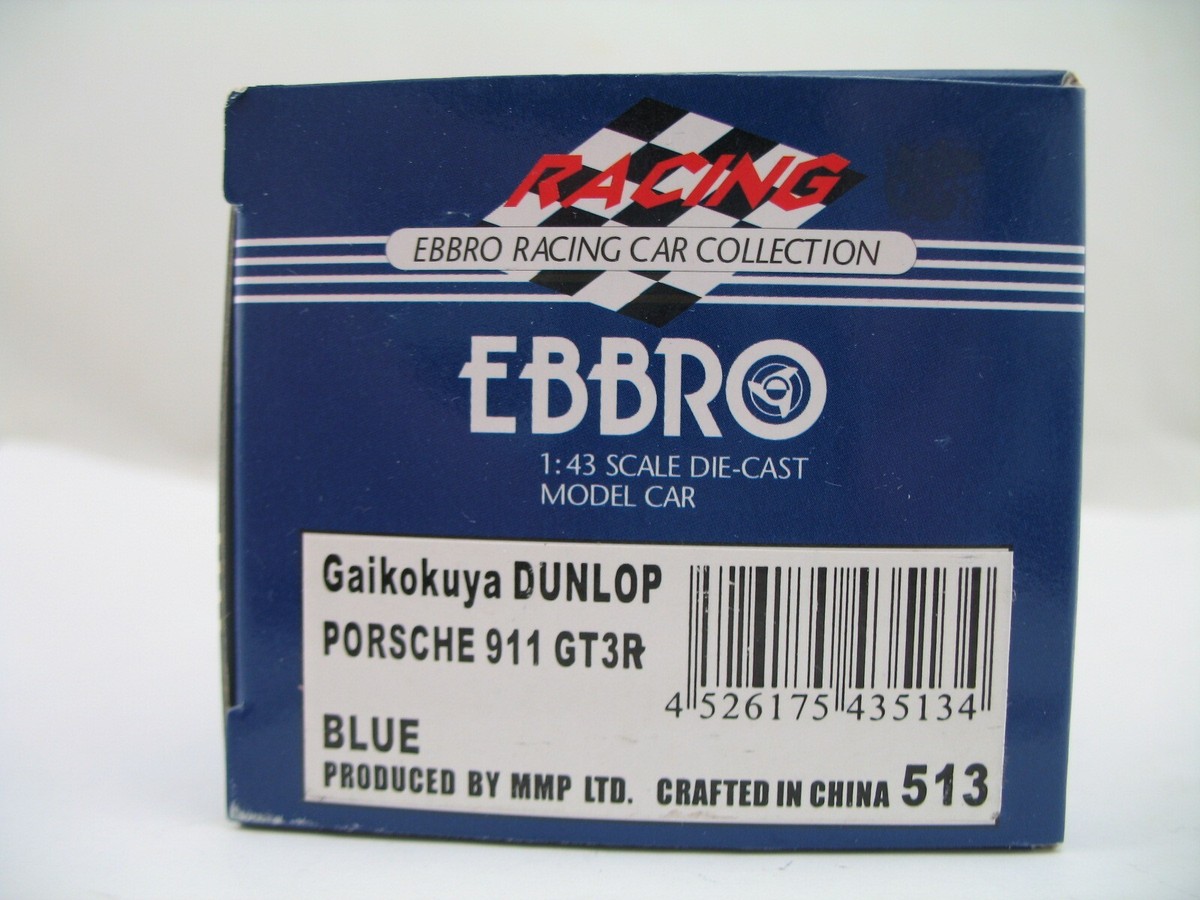 RACING
EBBRO RACING CAR COLLECTION
EBBRO
1:43 SCALE DIE-CAST
MODEL CAR
Gaikokuya DUNLOP
PORSCHE 911 GT3R
4 526175 435134
BLUE
PRODUCED BY MMP LTD. CRAFTED IN CHINA 513